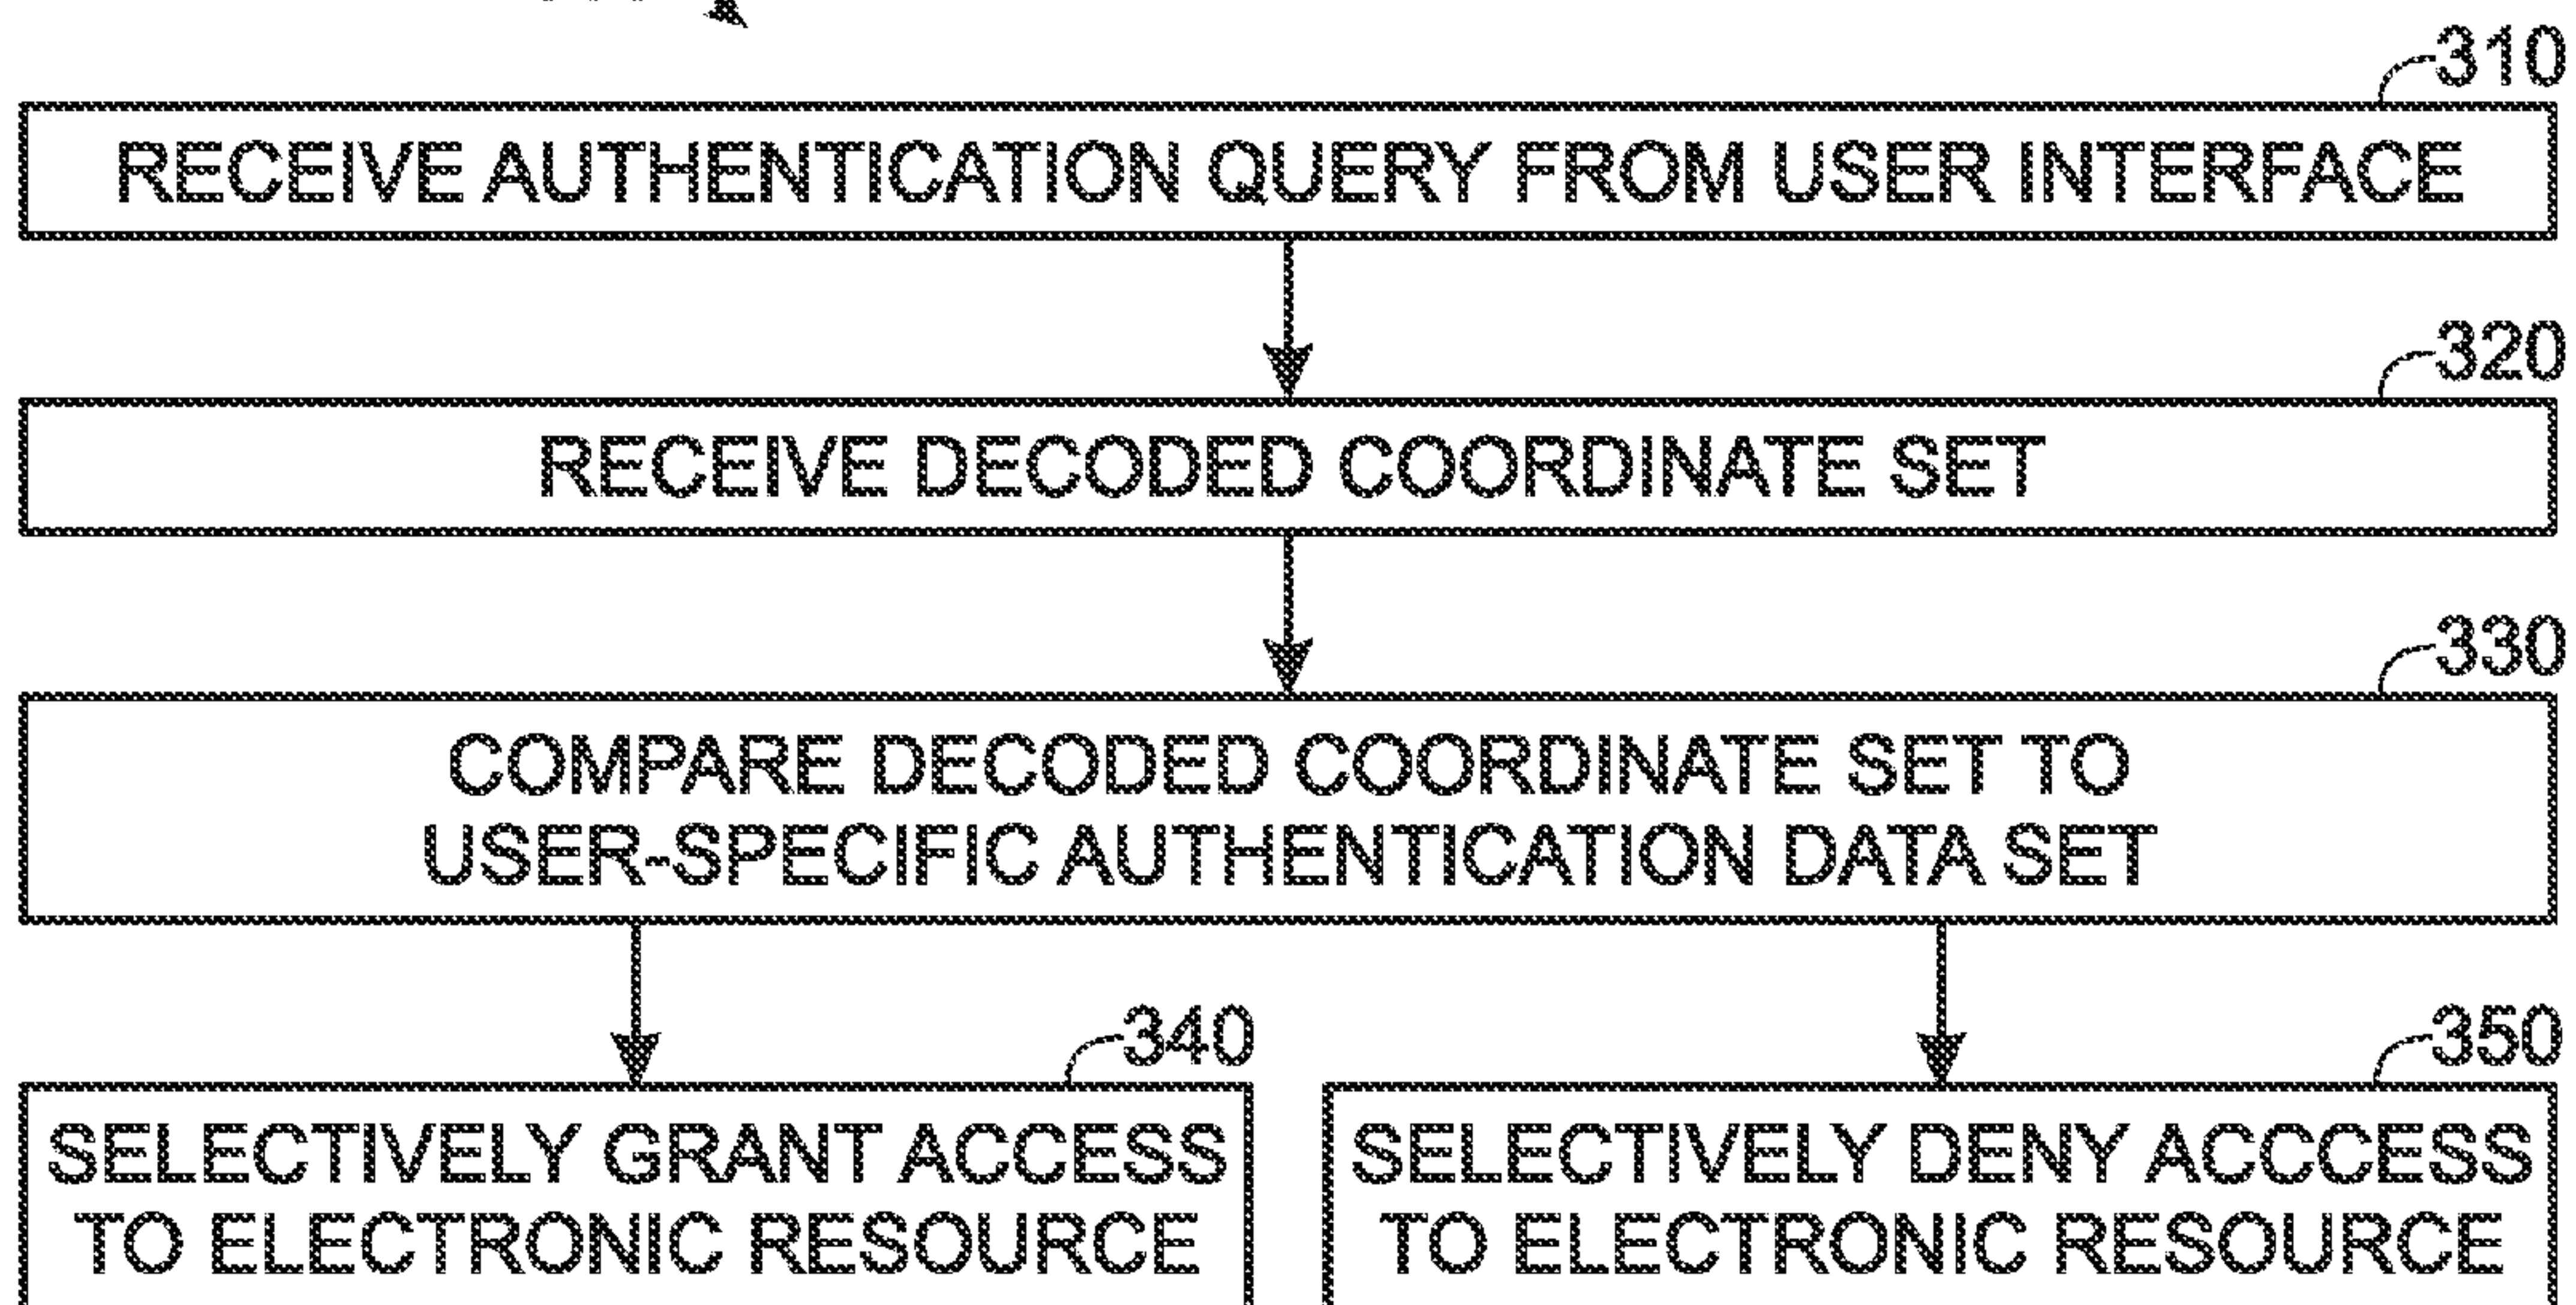 310
RECEIVE AUTHENTICATION QUERY FROM USER INTERFACE
320
RECEIVE DECODED COORDINATE SET
330
COMPARE DECODED COORDINATE SET TO
USER-SPECIFIC AUTHENTICATION DATA SET
340
SELECTIVELY GRANT ACCESS
TO ELECTRONIC RESOURCE
350
SELECTIVELY DENY ACCCESS
TO ELECTRONIC RESOURCE